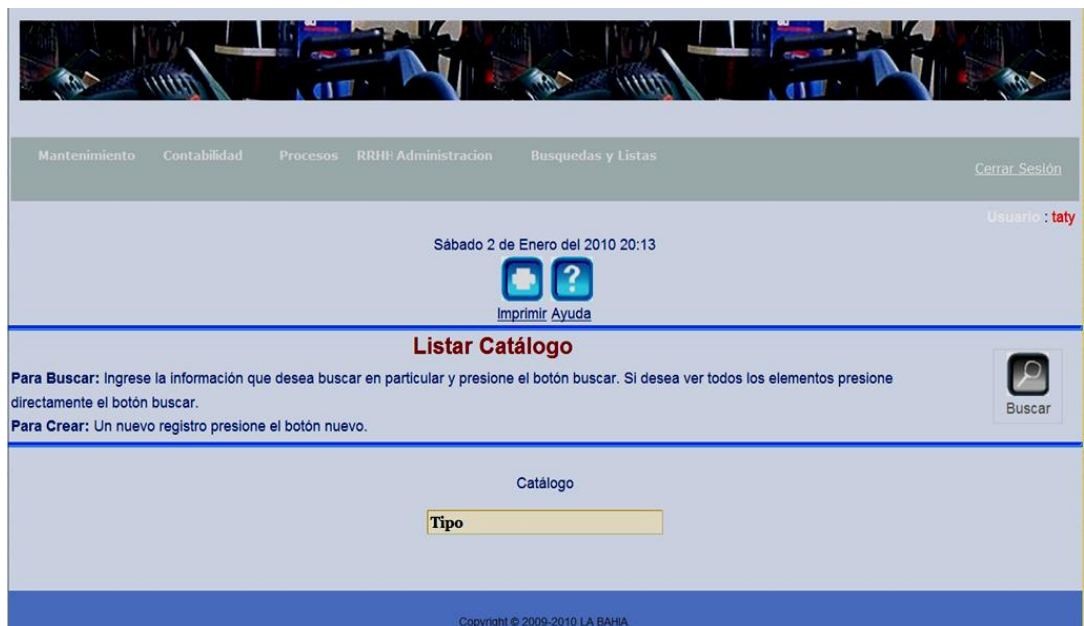 Mantenimiento Contabilidad Procesos RRHH Administracion Busquedas y Listas
Cerrar Sesión
Usuario : taty
Sábado 2 de Enero del 2010 20:13
Imprimir Ayuda
Listar Catálogo
Para Buscar: Ingrese la información que desea buscar en particular y presione el botón buscar. Si desea ver todos los elementos presione
directamente el botón buscar.
Para Crear: Un nuevo registro presione el botón nuevo.
Buscar
Catálogo
Tipo
Copyright © 2009-2010 LA BAHIA